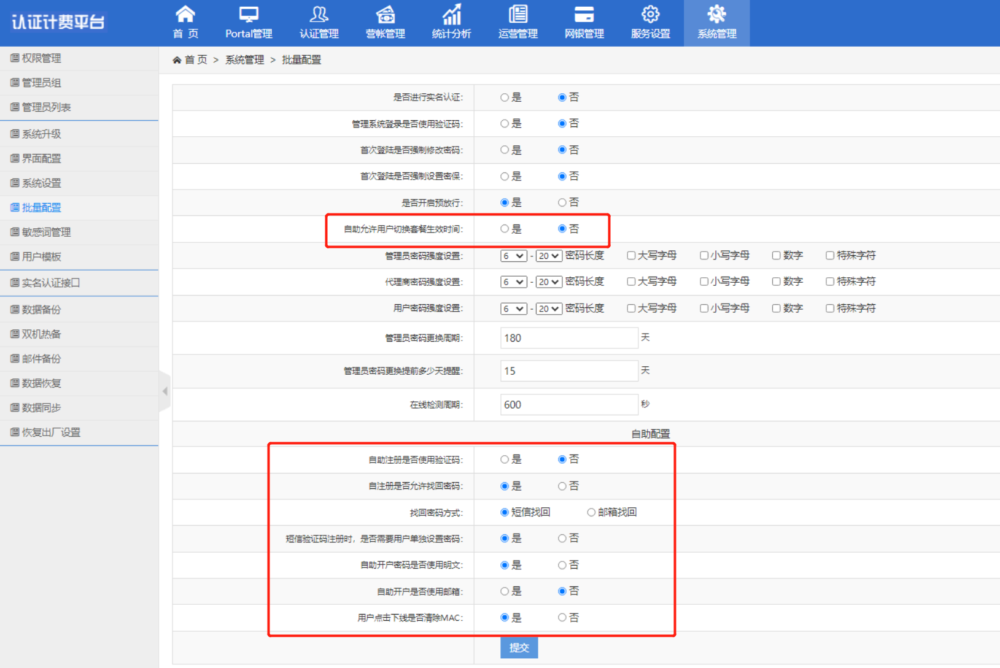 认证计费平台
首 页
Portal管理
认证管理
营帐管理
统计分析
运营管理
网银管理
服务设置
系统管理
权限管理
管理员组
管理员列表
系统升级
界面配置
系统设置
批量配置
敏感词管理
用户模板
实名认证接口
数据备份
双机热备
邮件备份
数据恢复
数据同步
恢复出厂设置
首 页 > 系统管理 > 批量配置
是否进行实名认证: 是 否
管理系统登录是否使用验证码: 是 否
首次登陆是否强制修改密码: 是 否
首次登陆是否强制设置密保: 是 否
是否开启预放行: 是 否
自助允许用户切换套餐生效时间: 是 否
管理员密码强度设置: 6 - 20 密码长度 大写字母 小写字母 数字 特殊字符
代理商密码强度设置: 6 - 20 密码长度 大写字母 小写字母 数字 特殊字符
用户密码强度设置: 6 - 20 密码长度 大写字母 小写字母 数字 特殊字符
管理员密码更换周期: 180 天
管理员密码更换提前多少天提醒: 15 天
在线检测周期: 600 秒
自助配置
自助注册是否使用验证码: 是 否
自注册是否允许找回密码: 是 否
找回密码方式: 短信找回 邮箱找回
短信验证码注册时，是否需要用户单独设置密码: 是 否
自助开户密码是否使用明文: 是 否
自助开户是否使用邮箱: 是 否
用户点击下线是否清除MAC: 是 否
提交